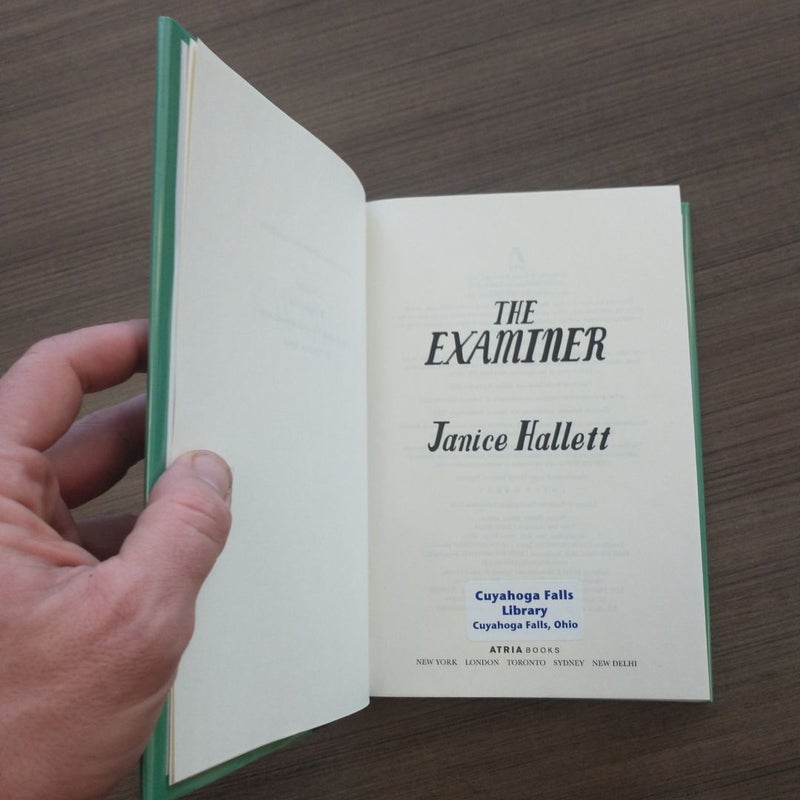 THE
EXAMINER
Janice Hallett
Cuyahoga Falls
Library
Cuyahoga Falls, Ohio
ATRIA BOOKS
NEW YORK LONDON TORONTO SYDNEY NEW DELHI